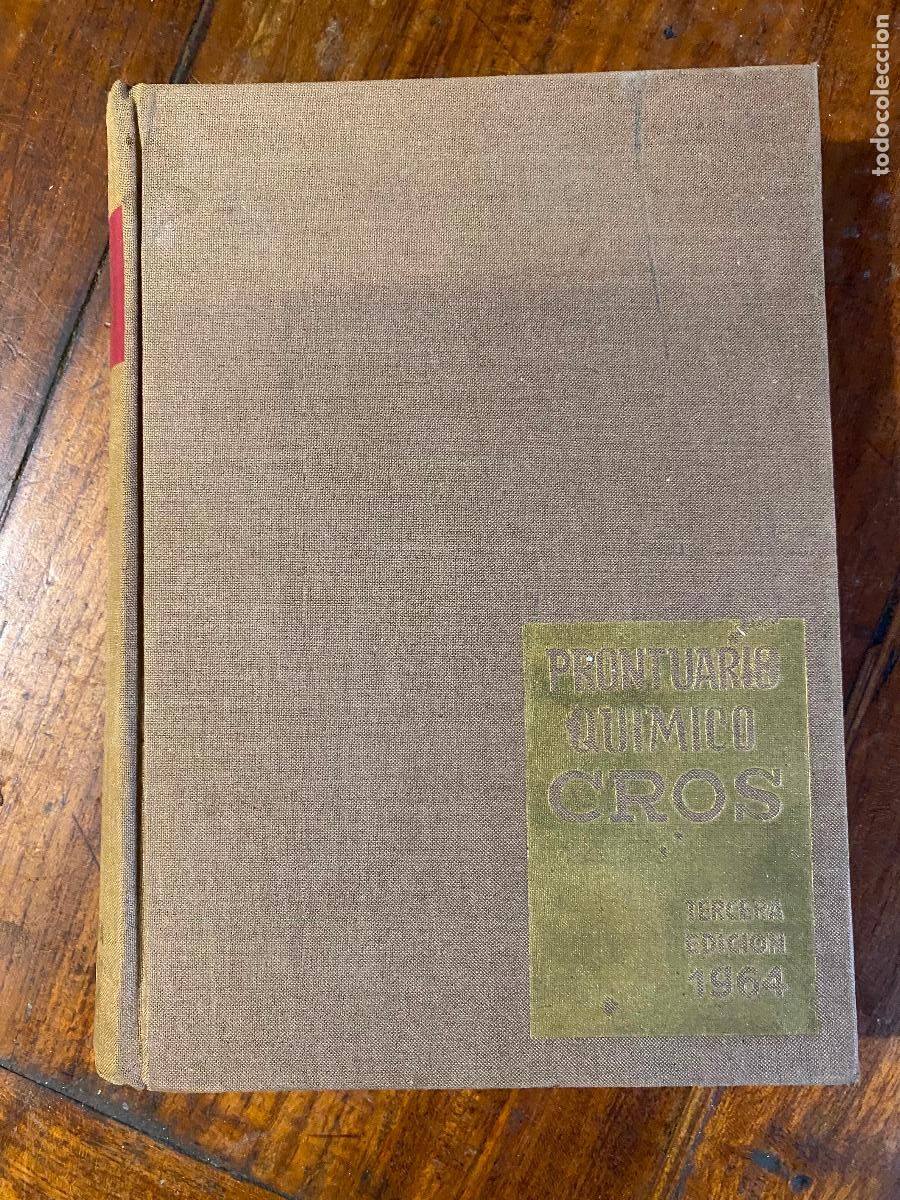 PRONTUARIO
QUIMICO
CROS
TERCERA
EDICION
1964
todocoleccion